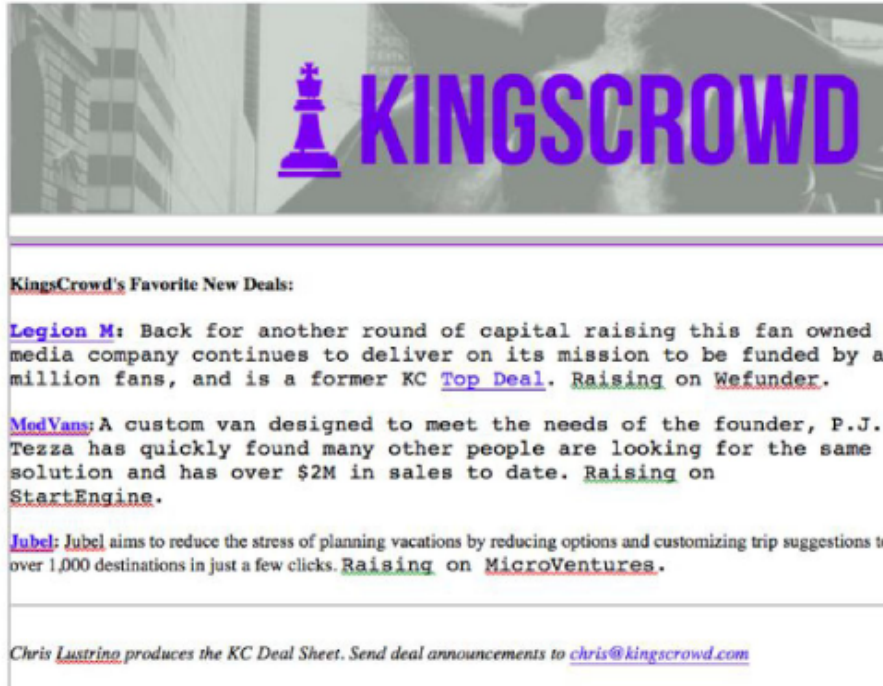 KINGSCROWD
KingsCrowd's Favorite New Deals:
Legion M: Back for another round of capital raising this fan owned
media company continues to deliver on its mission to be funded by a
million fans, and is a former KC Top Deal. Raising on Wefunder.
ModVans: A custom van designed to meet the needs of the founder, P.J.
Tezza has quickly found many other people are looking for the same
solution and has over $2M in sales to date. Raising on
StartEngine.
Jubel: Jubel aims to reduce the stress of planning vacations by reducing options and customizing trip suggestions to
over 1,000 destinations in just a few clicks. Raising on MicroVentures.
Chris Lustrino produces the KC Deal Sheet. Send deal announcements to chris@kingscrowd.com